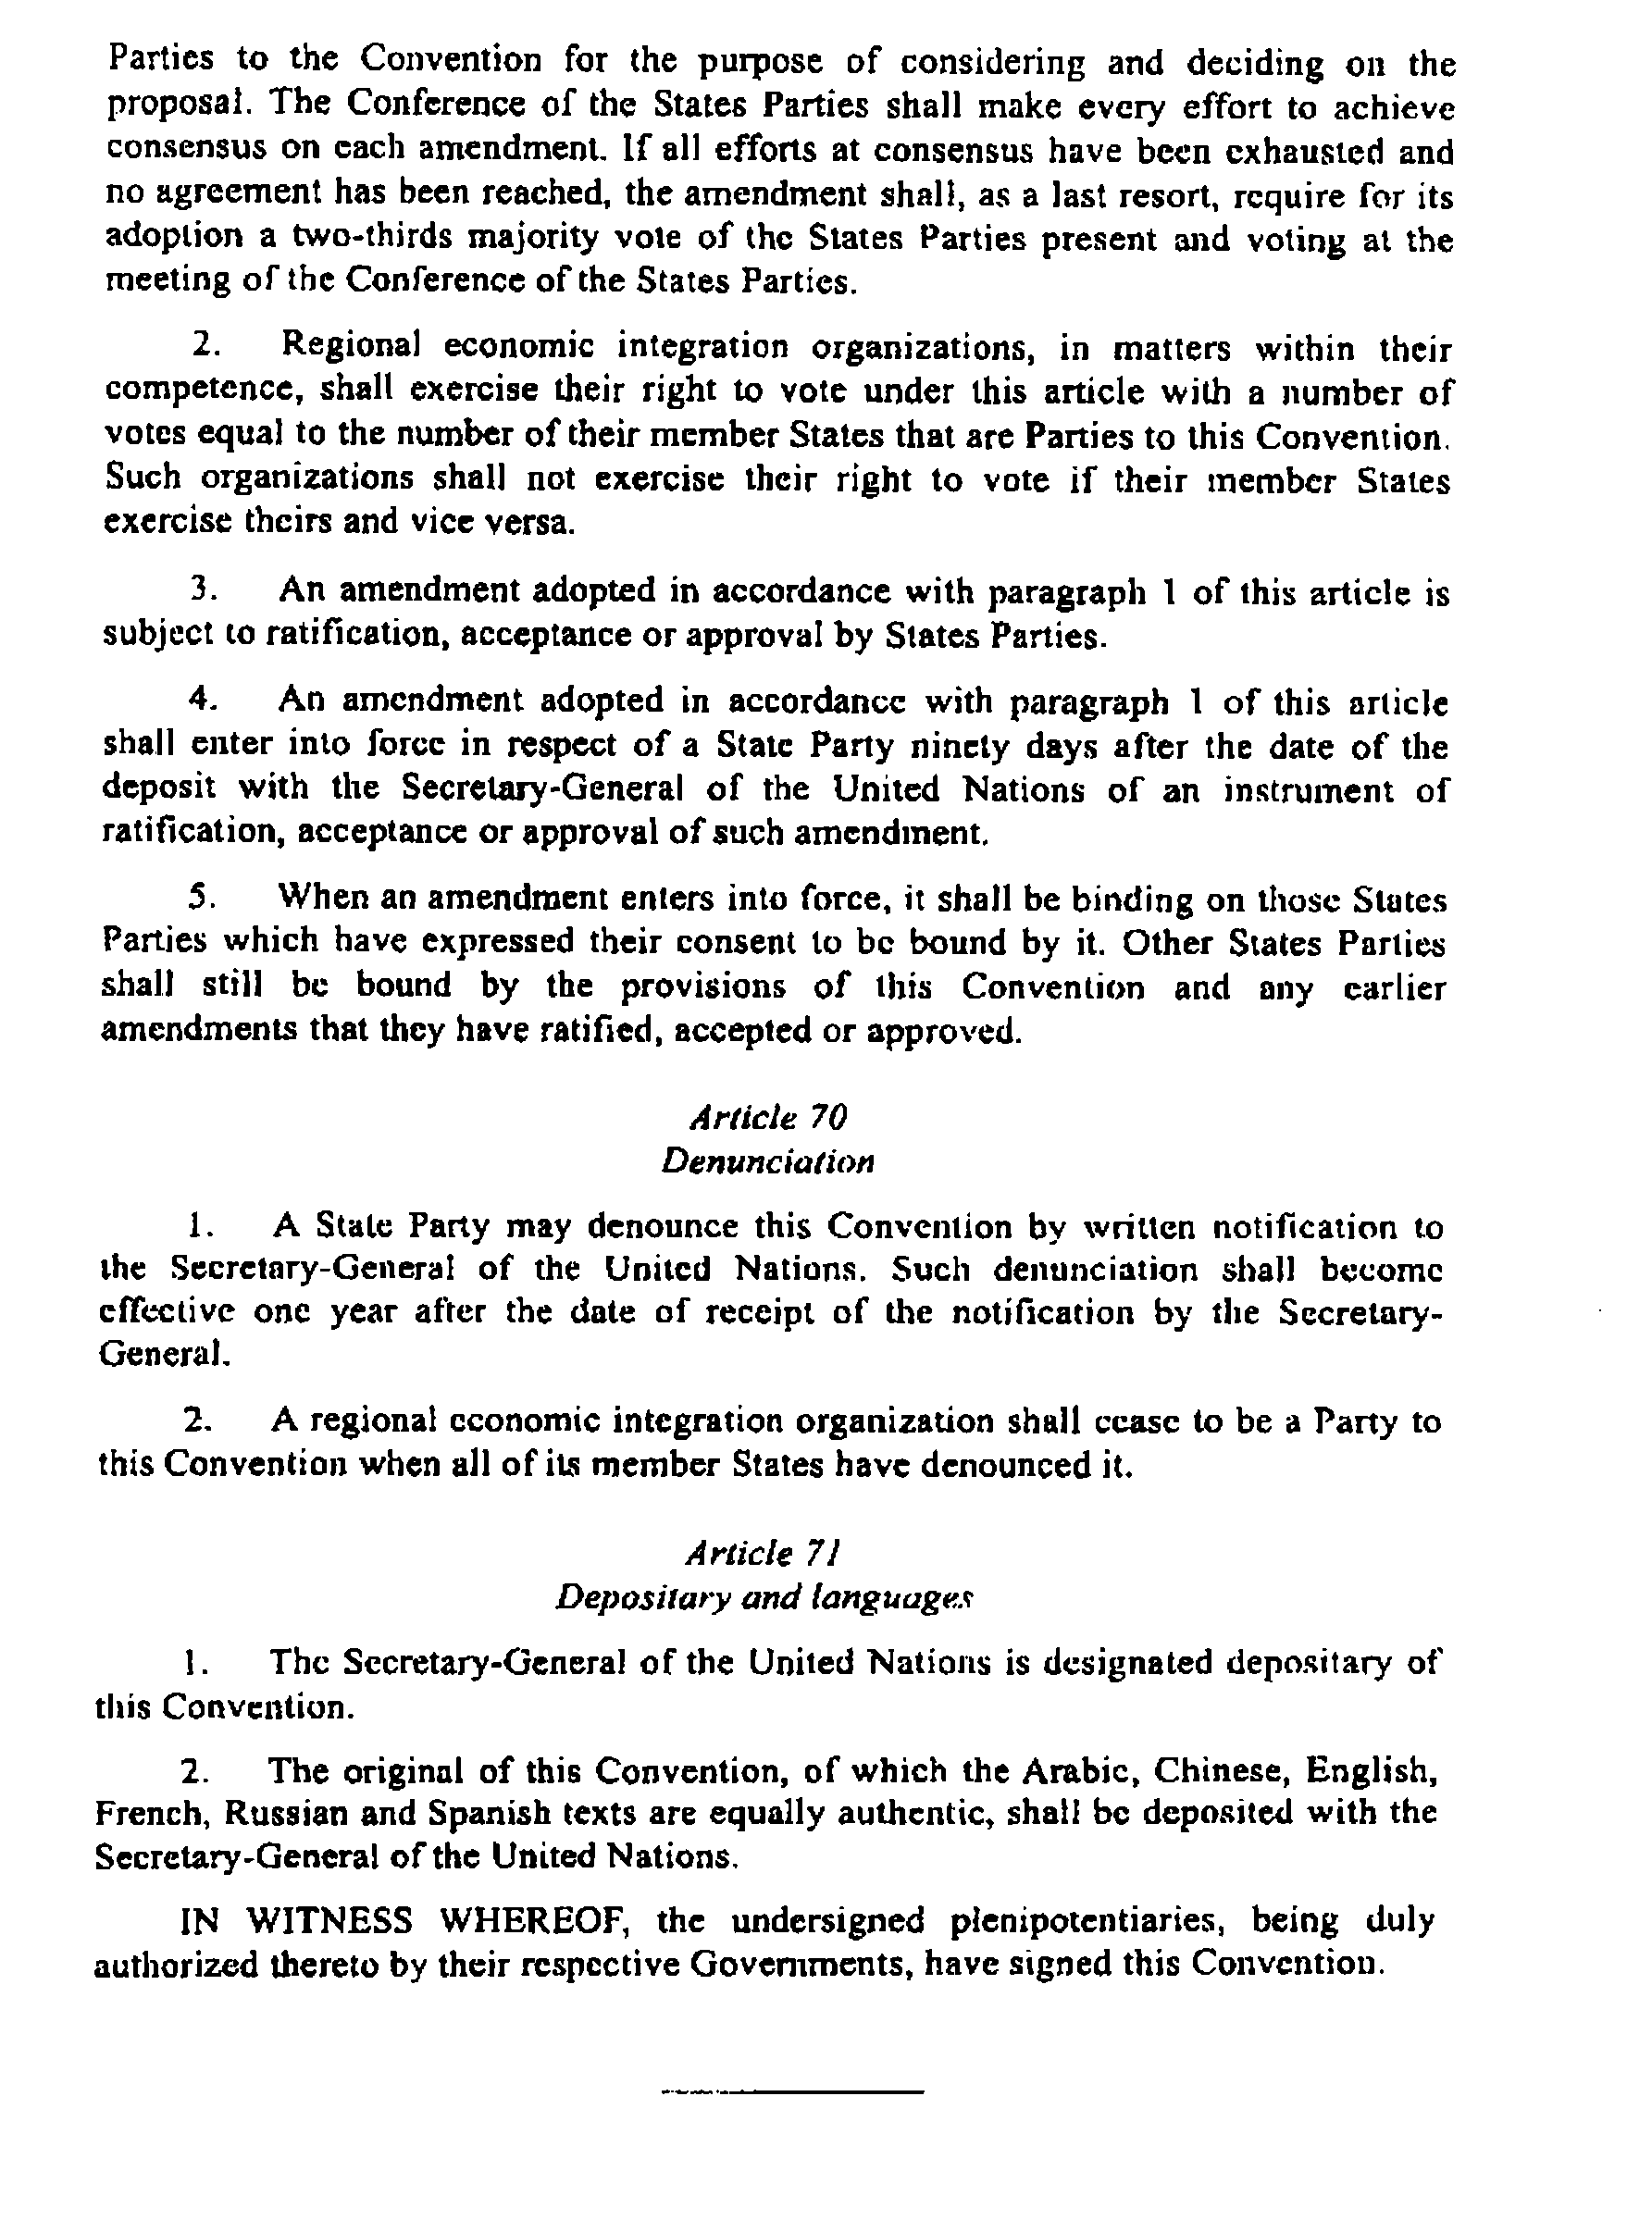 Parties to the Convention for the purpose of considering and deciding on the
proposal. The Conference of the States Parties shall make every effort to achieve
consensus on each amendment. If all efforts at consensus have been exhausted and
no agreement has been reached, the amendment shall, as a last resort, require for its
adoption a two-thirds majority vote of the States Parties present and voting at the
meeting of the Conference of the States Parties.
2. Regional economic integration organizations, in matters within their
competence, shall exercise their right to vote under this article with a number of
votes equal to the number of their member States that are Parties to this Convention.
Such organizations shall not exercise their right to vote if their member States
exercise theirs and vice versa.
3. An amendment adopted in accordance with paragraph 1 of this article is
subject to ratification, acceptance or approval by States Parties.
4. An amendment adopted in accordance with paragraph 1 of this article
shall enter into force in respect of a State Party ninety days after the date of the
deposit with the Secretary-General of the United Nations of an instrument of
ratification, acceptance or approval of such amendment.
5. When an amendment enters into force, it shall be binding on those States
Parties which have expressed their consent to be bound by it. Other States Parties
shall still be bound by the provisions of this Convention and any earlier
amendments that they have ratified, accepted or approved.
Article 70
Denunciation
1. A State Party may denounce this Convention by written notification to
the Secretary-General of the United Nations. Such denunciation shall become
effective one year after the date of receipt of the notification by the Secretary-
General.
2. A regional economic integration organization shall cease to be a Party to
this Convention when all of its member States have denounced it.
Article 71
Depositary and languages
1. The Secretary-General of the United Nations is designated depositary of
this Convention.
2. The original of this Convention, of which the Arabic, Chinese, English,
French, Russian and Spanish texts are equally authentic, shall be deposited with the
Secretary-General of the United Nations.
IN WITNESS WHEREOF, the undersigned plenipotentiaries, being duly
authorized thereto by their respective Governments, have signed this Convention.